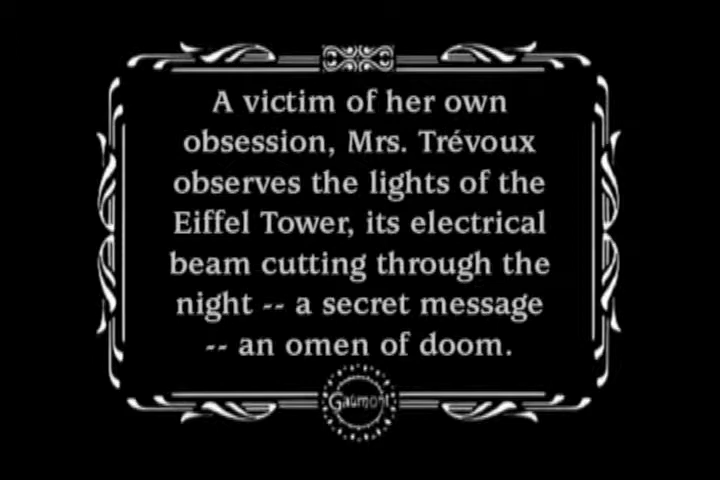 A victim of her own
obsession, Mrs. Trévoux
observes the lights of the
Eiffel Tower, its electrical
beam cutting through the
night -- a secret message
-- an omen of doom.
Gaumont